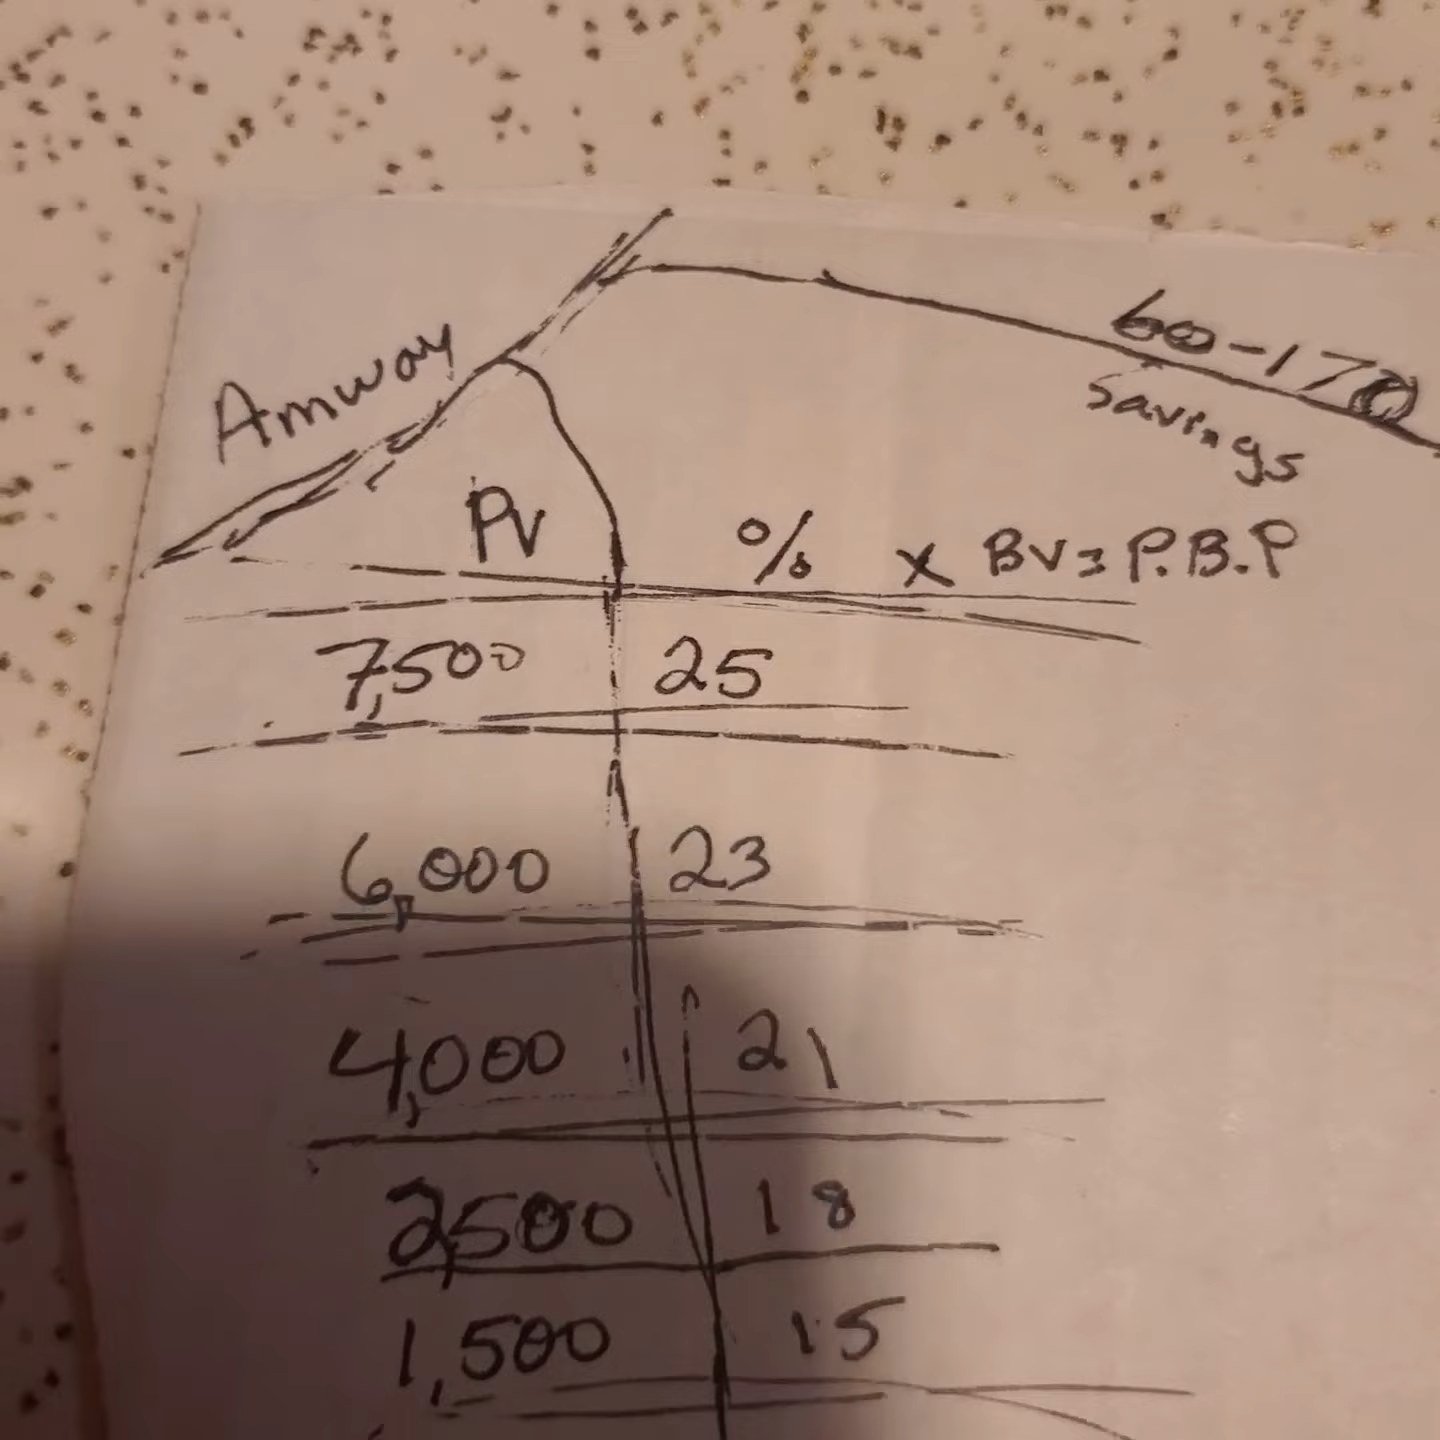 Amway
60-170
Savings
PV % x BV = P.B.P
7,500 25
6,000 23
4,000 21
2,500 18
1,500 15